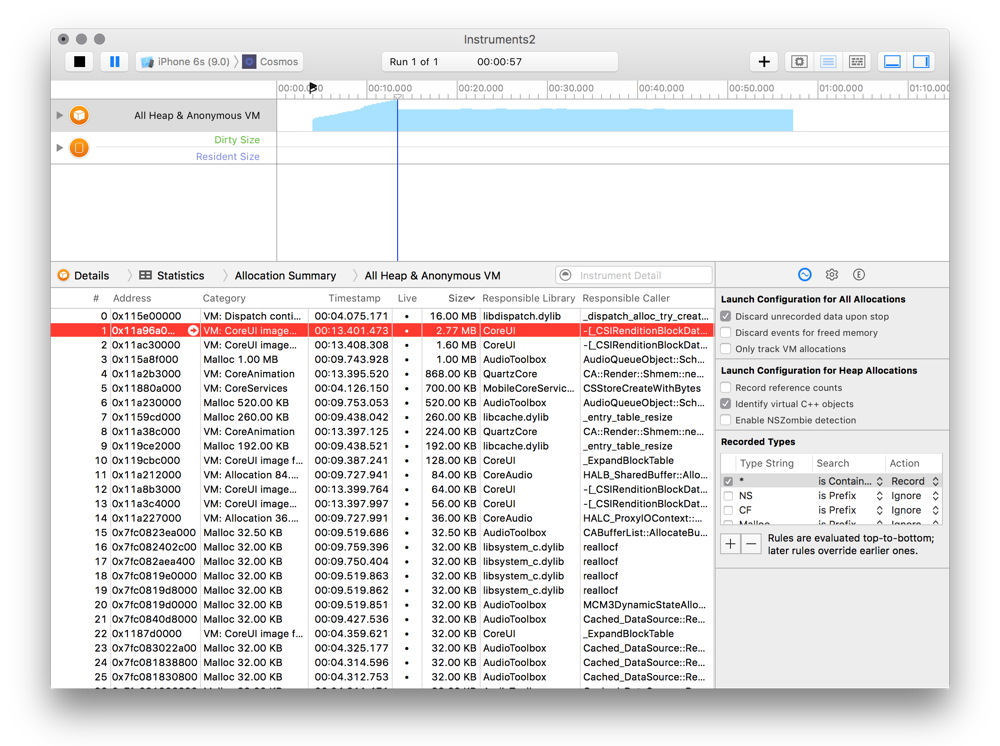 Instruments2
iPhone 6s (9.0) Cosmos Run 1 of 1 00:00:57
00:00.000 00:10.000 00:20.000 00:30.000 00:40.000 00:50.000 01:00.000 01:10.000
All Heap & Anonymous VM
Dirty Size
Resident Size
Details Statistics Allocation Summary All Heap & Anonymous VM Instrument Detail
# Address Category Timestamp Live Size Responsible Library Responsible Caller
0 0x115e00000 VM: Dispatch conti... 00:04.075.171 • 16.00 MB libdispatch.dylib _dispatch_alloc_try_creat...
1 0x11a96a0... VM: CoreUI image... 00:13.401.473 • 2.77 MB CoreUI -[_CSIRenditionBlockDat...
2 0x11ac30000 VM: CoreUI image... 00:13.408.308 • 1.60 MB CoreUI -[_CSIRenditionBlockDat...
3 0x115a8f000 Malloc 1.00 MB 00:09.743.928 • 1.00 MB AudioToolbox AudioQueueObject::Sch...
4 0x11a2b3000 VM: CoreAnimation 00:13.395.520 • 868.00 KB QuartzCore CA::Render::Shmem::ne...
5 0x11880a000 VM: CoreServices 00:04.126.150 • 700.00 KB MobileCoreServic... CSStoreCreateWithBytes
6 0x11a230000 Malloc 520.00 KB 00:09.753.053 • 520.00 KB AudioToolbox AudioQueueObject::Sch...
7 0x1159cd000 Malloc 260.00 KB 00:09.438.042 • 260.00 KB libcache.dylib _entry_table_resize
8 0x11a38c000 VM: CoreAnimation 00:13.397.125 • 224.00 KB QuartzCore CA::Render::Shmem::ne...
9 0x119ce2000 Malloc 192.00 KB 00:09.438.521 • 192.00 KB libcache.dylib _entry_table_resize
10 0x119cbc000 VM: CoreUI image f... 00:09.387.241 • 128.00 KB CoreUI _ExpandBlockTable
11 0x11a212000 VM: Allocation 84.... 00:09.727.941 • 84.00 KB CoreAudio HALB_SharedBuffer::Allo...
12 0x11a8b3000 VM: CoreUI image... 00:13.399.764 • 64.00 KB CoreUI -[_CSIRenditionBlockDat...
13 0x11a3c4000 VM: CoreUI image... 00:13.397.997 • 56.00 KB CoreUI -[_CSIRenditionBlockDat...
14 0x11a227000 VM: Allocation 36.... 00:09.727.991 • 36.00 KB CoreAudio HALC_ProxyIOContext::...
15 0x7fc0823ea000 Malloc 32.50 KB 00:09.519.686 • 32.50 KB AudioToolbox CABufferList::AllocateBu...
16 0x7fc082402c00 Malloc 32.00 KB 00:09.759.396 • 32.00 KB libsystem_c.dylib reallocf
17 0x7fc082aea400 Malloc 32.00 KB 00:09.750.404 • 32.00 KB libsystem_c.dylib reallocf
18 0x7fc0819e0000 Malloc 32.00 KB 00:09.519.863 • 32.00 KB libsystem_c.dylib reallocf
19 0x7fc0819d8000 Malloc 32.00 KB 00:09.519.862 • 32.00 KB libsystem_c.dylib reallocf
20 0x7fc0819d0000 Malloc 32.00 KB 00:09.519.851 • 32.00 KB AudioToolbox MCM3DynamicStateAllo...
21 0x7fc0840d8000 Malloc 32.00 KB 00:09.427.536 • 32.00 KB AudioToolbox Cached_DataSource::Re...
22 0x1187d0000 VM: CoreUI image f... 00:04.359.621 • 32.00 KB CoreUI _ExpandBlockTable
23 0x7fc083022a00 Malloc 32.00 KB 00:04.325.177 • 32.00 KB AudioToolbox Cached_DataSource::Re...
24 0x7fc081838800 Malloc 32.00 KB 00:04.314.596 • 32.00 KB AudioToolbox Cached_DataSource::Re...
25 0x7fc081830800 Malloc 32.00 KB 00:04.312.753 • 32.00 KB AudioToolbox Cached_DataSource::Re...
Launch Configuration for All Allocations
Discard unrecorded data upon stop
Discard events for freed memory
Only track VM allocations
Launch Configuration for Heap Allocations
Record reference counts
Identify virtual C++ objects
Enable NSZombie detection
Recorded Types
Type String Search Action
* is Contain... Record
NS is Prefix Ignore
CF is Prefix Ignore
Malloc is Prefix Ignore
+ − Rules are evaluated top-to-bottom;
later rules override earlier ones.